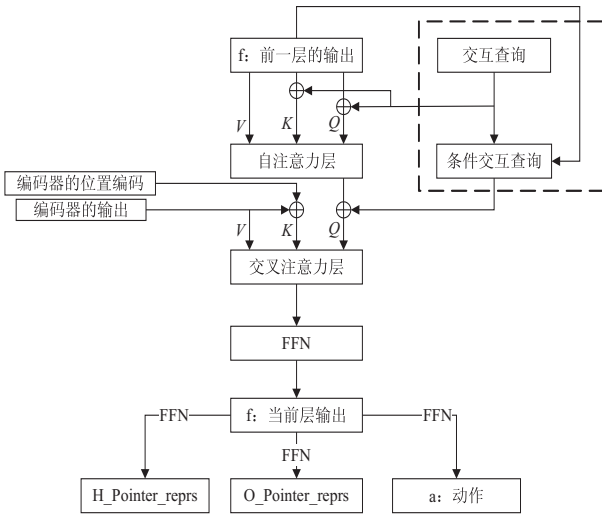 f：前一层的输出
交互查询
V
K
Q
自注意力层
条件交互查询
编码器的位置编码
编码器的输出
V
K
Q
交叉注意力层
FFN
f：当前层输出
FFN
FFN
FFN
H_Pointer_reprs
O_Pointer_reprs
a：动作